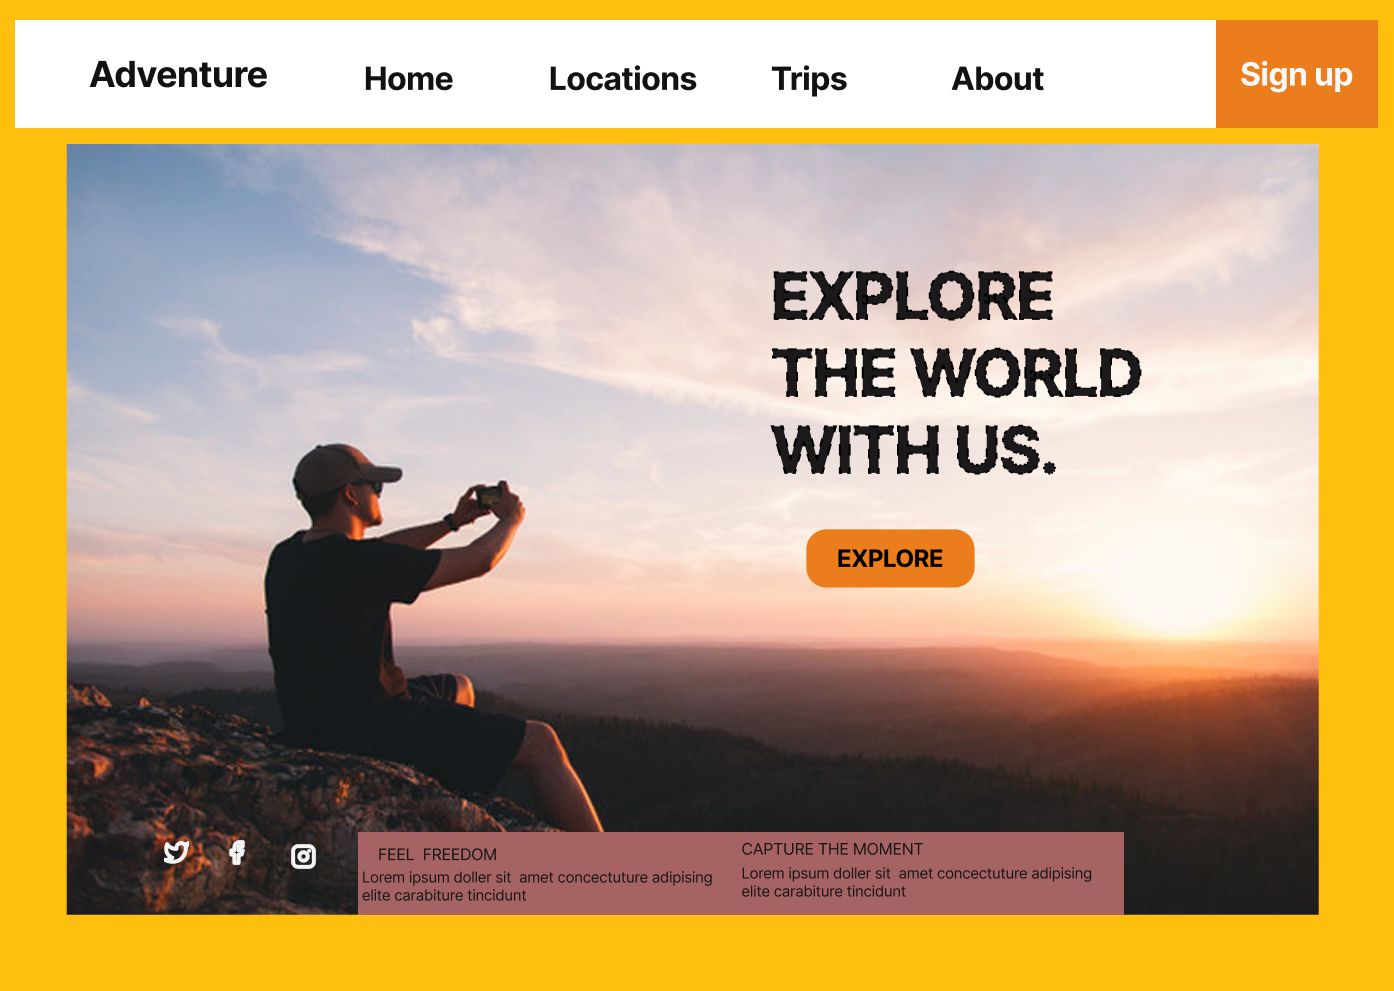 Adventure
Home
Locations
Trips
About
Sign up
EXPLORE
THE WORLD
WITH US.
EXPLORE
FEEL  FREEDOM
Lorem ipsum doller sit  amet concectuture adipising
elite carabiture tincidunt
CAPTURE THE MOMENT
Lorem ipsum doller sit  amet concectuture adipising
elite carabiture tincidunt